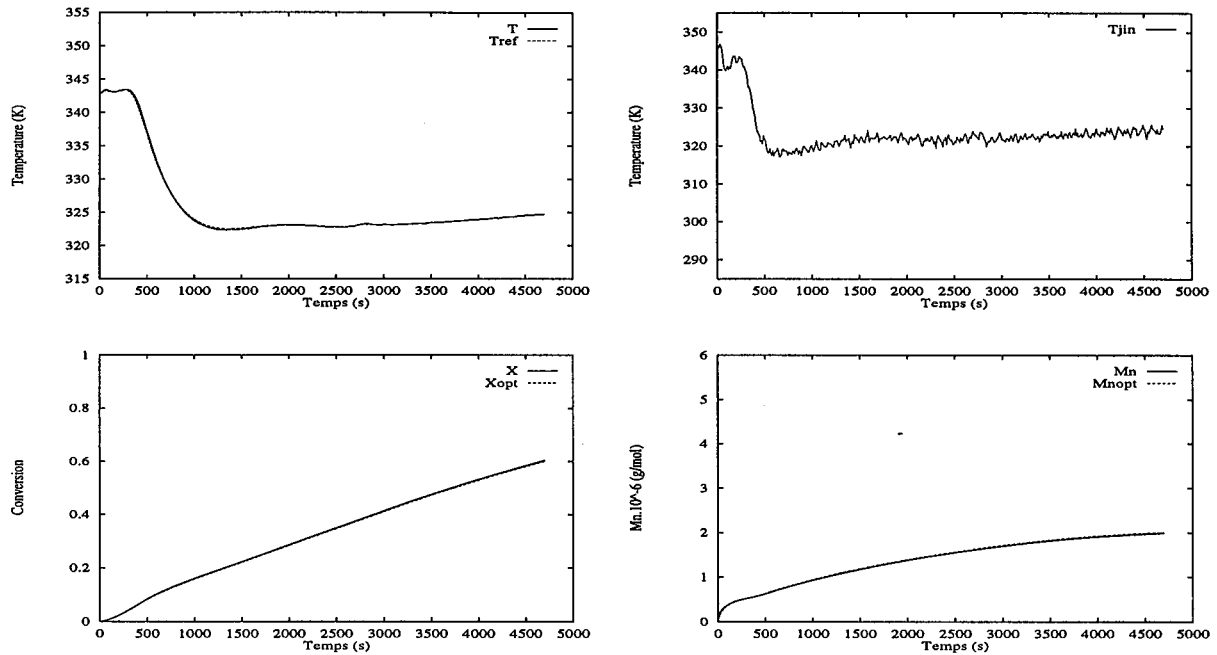 355
350
345
340
335
330
325
320
315
T
Tref
Temperature (K)
0 500 1000 1500 2000 2500 3000 3500 4000 4500 5000
Temps (s)
350
340
330
320
310
300
290
Tjin
Temperature (K)
0 500 1000 1500 2000 2500 3000 3500 4000 4500 5000
Temps (s)
1
0.8
0.6
0.4
0.2
0
X
Xopt
Conversion
0 500 1000 1500 2000 2500 3000 3500 4000 4500 5000
Temps (s)
6
5
4
3
2
1
0
Mn
Mnopt
Mn.10^-6 (g/mol)
0 500 1000 1500 2000 2500 3000 3500 4000 4500 5000
Temps (s)